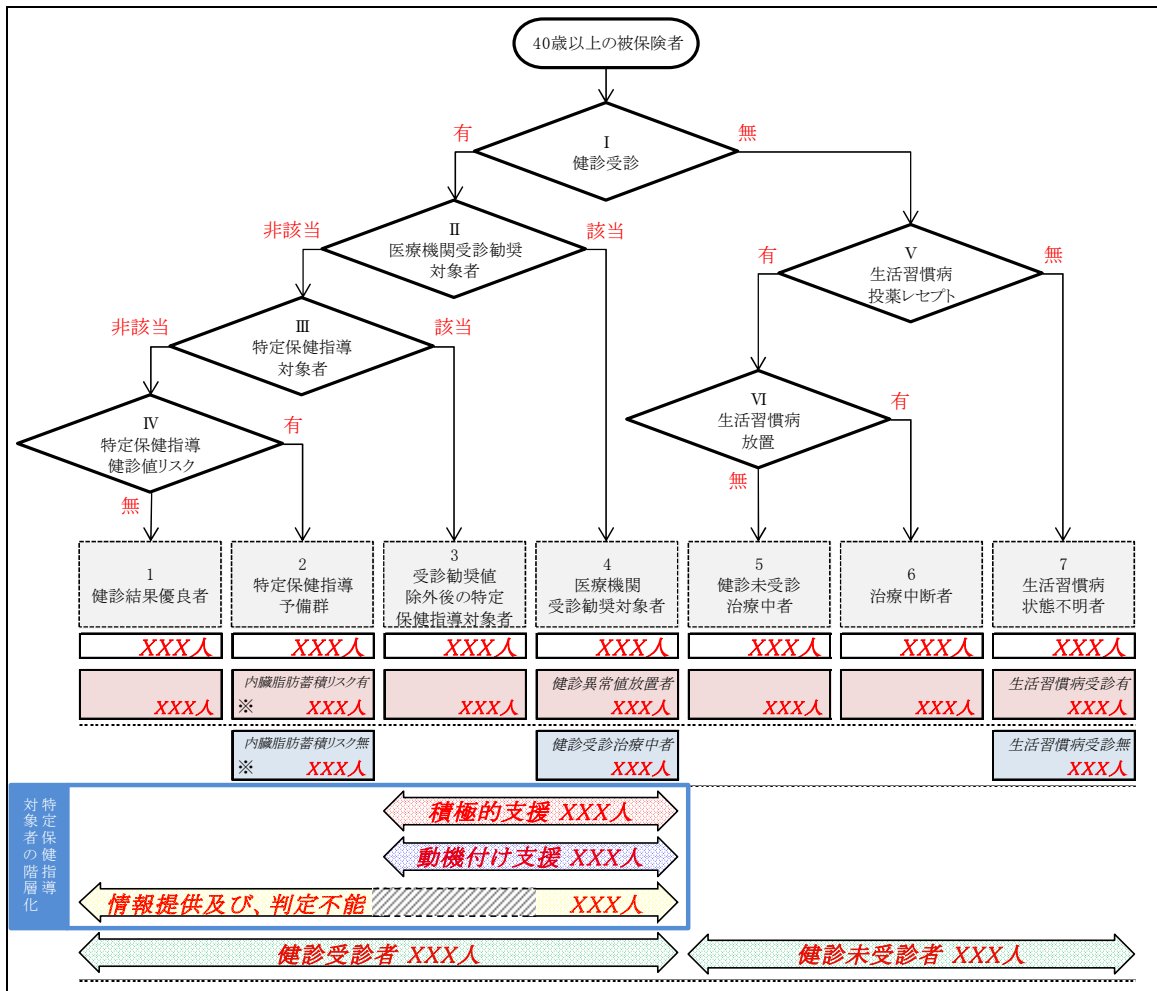 40歳以上の被保険者
Ⅰ
健診受診
有
無
Ⅱ
医療機関受診勧奨
対象者
非該当
該当
Ⅴ
生活習慣病
投薬レセプト
有
無
Ⅲ
特定保健指導
対象者
非該当
該当
Ⅵ
生活習慣病
放置
有
無
Ⅳ
特定保健指導
健診値リスク
有
無
1
健診結果優良者
2
特定保健指導
予備群
3
受診勧奨値
除外後の特定
保健指導対象者
4
医療機関
受診勧奨対象者
5
健診未受診
治療中者
6
治療中断者
7
生活習慣病
状態不明者
XXX人 XXX人 XXX人 XXX人 XXX人 XXX人 XXX人
XXX人
内臓脂肪蓄積リスク有
※ XXX人
XXX人
健診異常値放置者
XXX人
XXX人
XXX人
生活習慣病受診有
XXX人
内臓脂肪蓄積リスク無
※ XXX人
健診受診治療中者
XXX人
生活習慣病受診無
XXX人
特定保健指導
対象者の階層化
積極的支援 XXX人
動機付け支援 XXX人
情報提供及び、判定不能 XXX人
健診受診者 XXX人
健診未受診者 XXX人